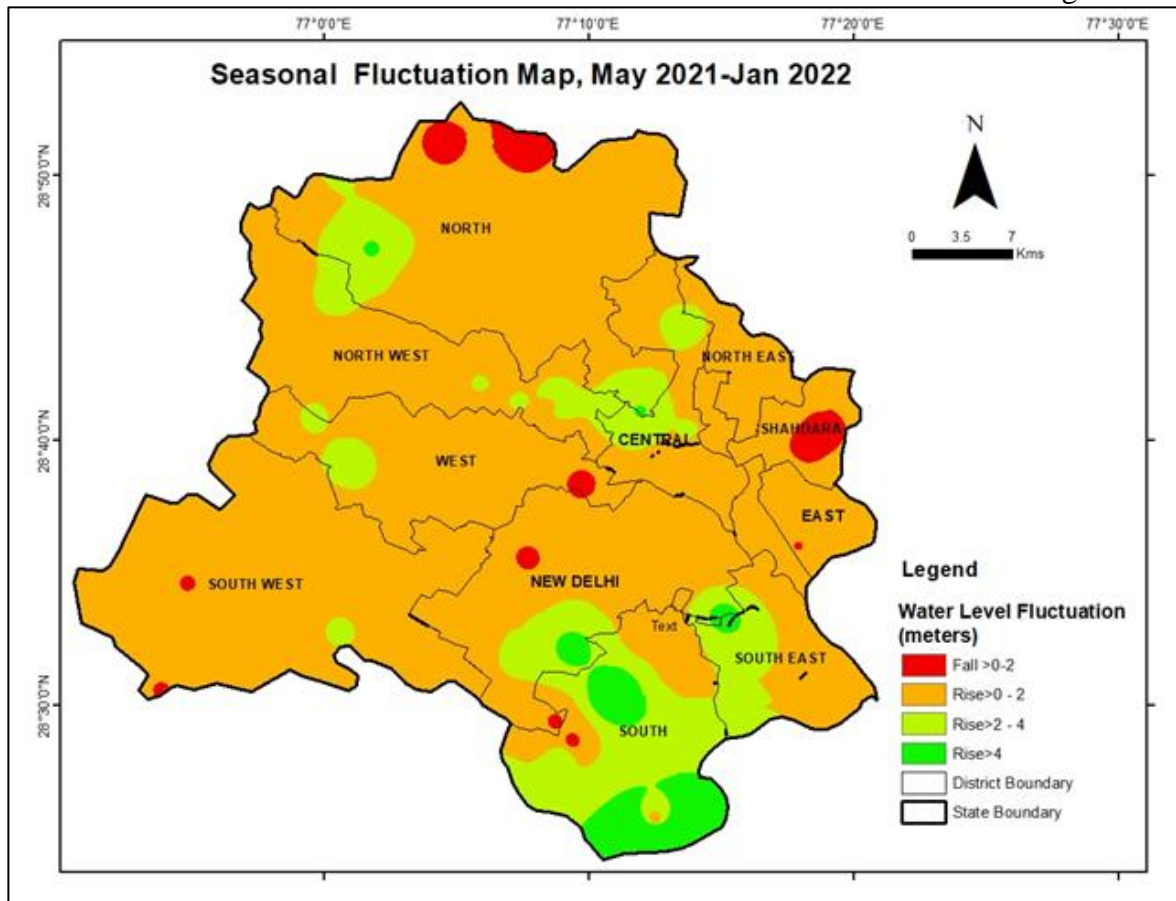 77°0'0"E
77°10'0"E
77°20'0"E
77°30'0"E
Seasonal Fluctuation Map, May 2021-Jan 2022
N
0 3.5 7
Kms
28°50'0"N
28°40'0"N
28°30'0"N
NORTH
NORTH WEST
NORTH EAST
SHAHDARA
CENTRAL
WEST
EAST
SOUTH WEST
NEW DELHI
Text
SOUTH EAST
SOUTH
Legend
Water Level Fluctuation
(meters)
Fall >0-2
Rise>0 - 2
Rise>2 - 4
Rise>4
District Boundary
State Boundary